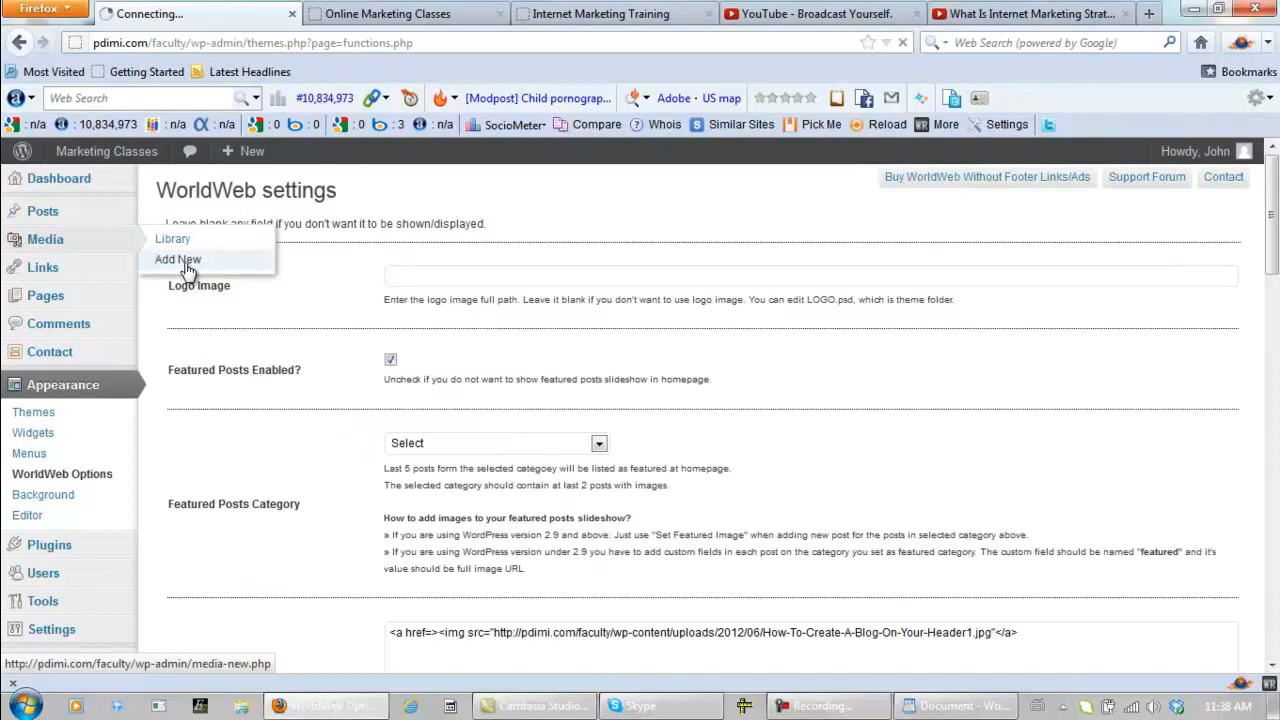 Firefox
Connecting...
Online Marketing Classes
Internet Marketing Training
YouTube - Broadcast Yourself.
What Is Internet Marketing Strat...
pdimi.com/faculty/wp-admin/themes.php?page=functions.php
Web Search (powered by Google)
Most Visited
Getting Started
Latest Headlines
Bookmarks
Web Search
#10,834,973
[Modpost] Child pornograp...
Adobe · US map
: n/a
: 10,834,973
: n/a
: n/a
: 0
: 0
: 0
: 3
: n/a
SocioMeter
Compare
Whois
Similar Sites
Pick Me
Reload
More
Settings
Marketing Classes
New
Howdy, John
Dashboard
WorldWeb settings
Buy WorldWeb Without Footer Links/Ads
Support Forum
Contact
Posts
Leave blank any field if you don't want it to be shown/displayed.
Media
Library
Add New
Links
Logo Image
Enter the logo image full path. Leave it blank if you don't want to use logo image. You can edit LOGO.psd, which is theme folder.
Pages
Comments
Contact
Featured Posts Enabled?
Uncheck if you do not want to show featured posts slideshow in homepage.
Appearance
Themes
Widgets
Menus
WorldWeb Options
Background
Editor
Select
Last 5 posts form the selected categoey will be listed as featured at homepage.
The selected category should contain at last 2 posts with images.
Featured Posts Category
How to add images to your featured posts slideshow?
» If you are using WordPress version 2.9 and above: Just use "Set Featured Image" when adding new post for the posts in selected category above.
» If you are using WordPress version under 2.9 you have to add custom fields in each post on the category you set as featured category. The custom field should be named "featured" and it's
value should be full image URL.
Plugins
Users
Tools
Settings
<a href=><img src="http://pdimi.com/faculty/wp-content/uploads/2012/06/How-To-Create-A-Blog-On-Your-Header1.jpg"</a>
http://pdimi.com/faculty/wp-admin/media-new.php
WorldWeb Opti...
Camtasia Studio...
Skype
Recording...
Document - Wo...
11:38 AM